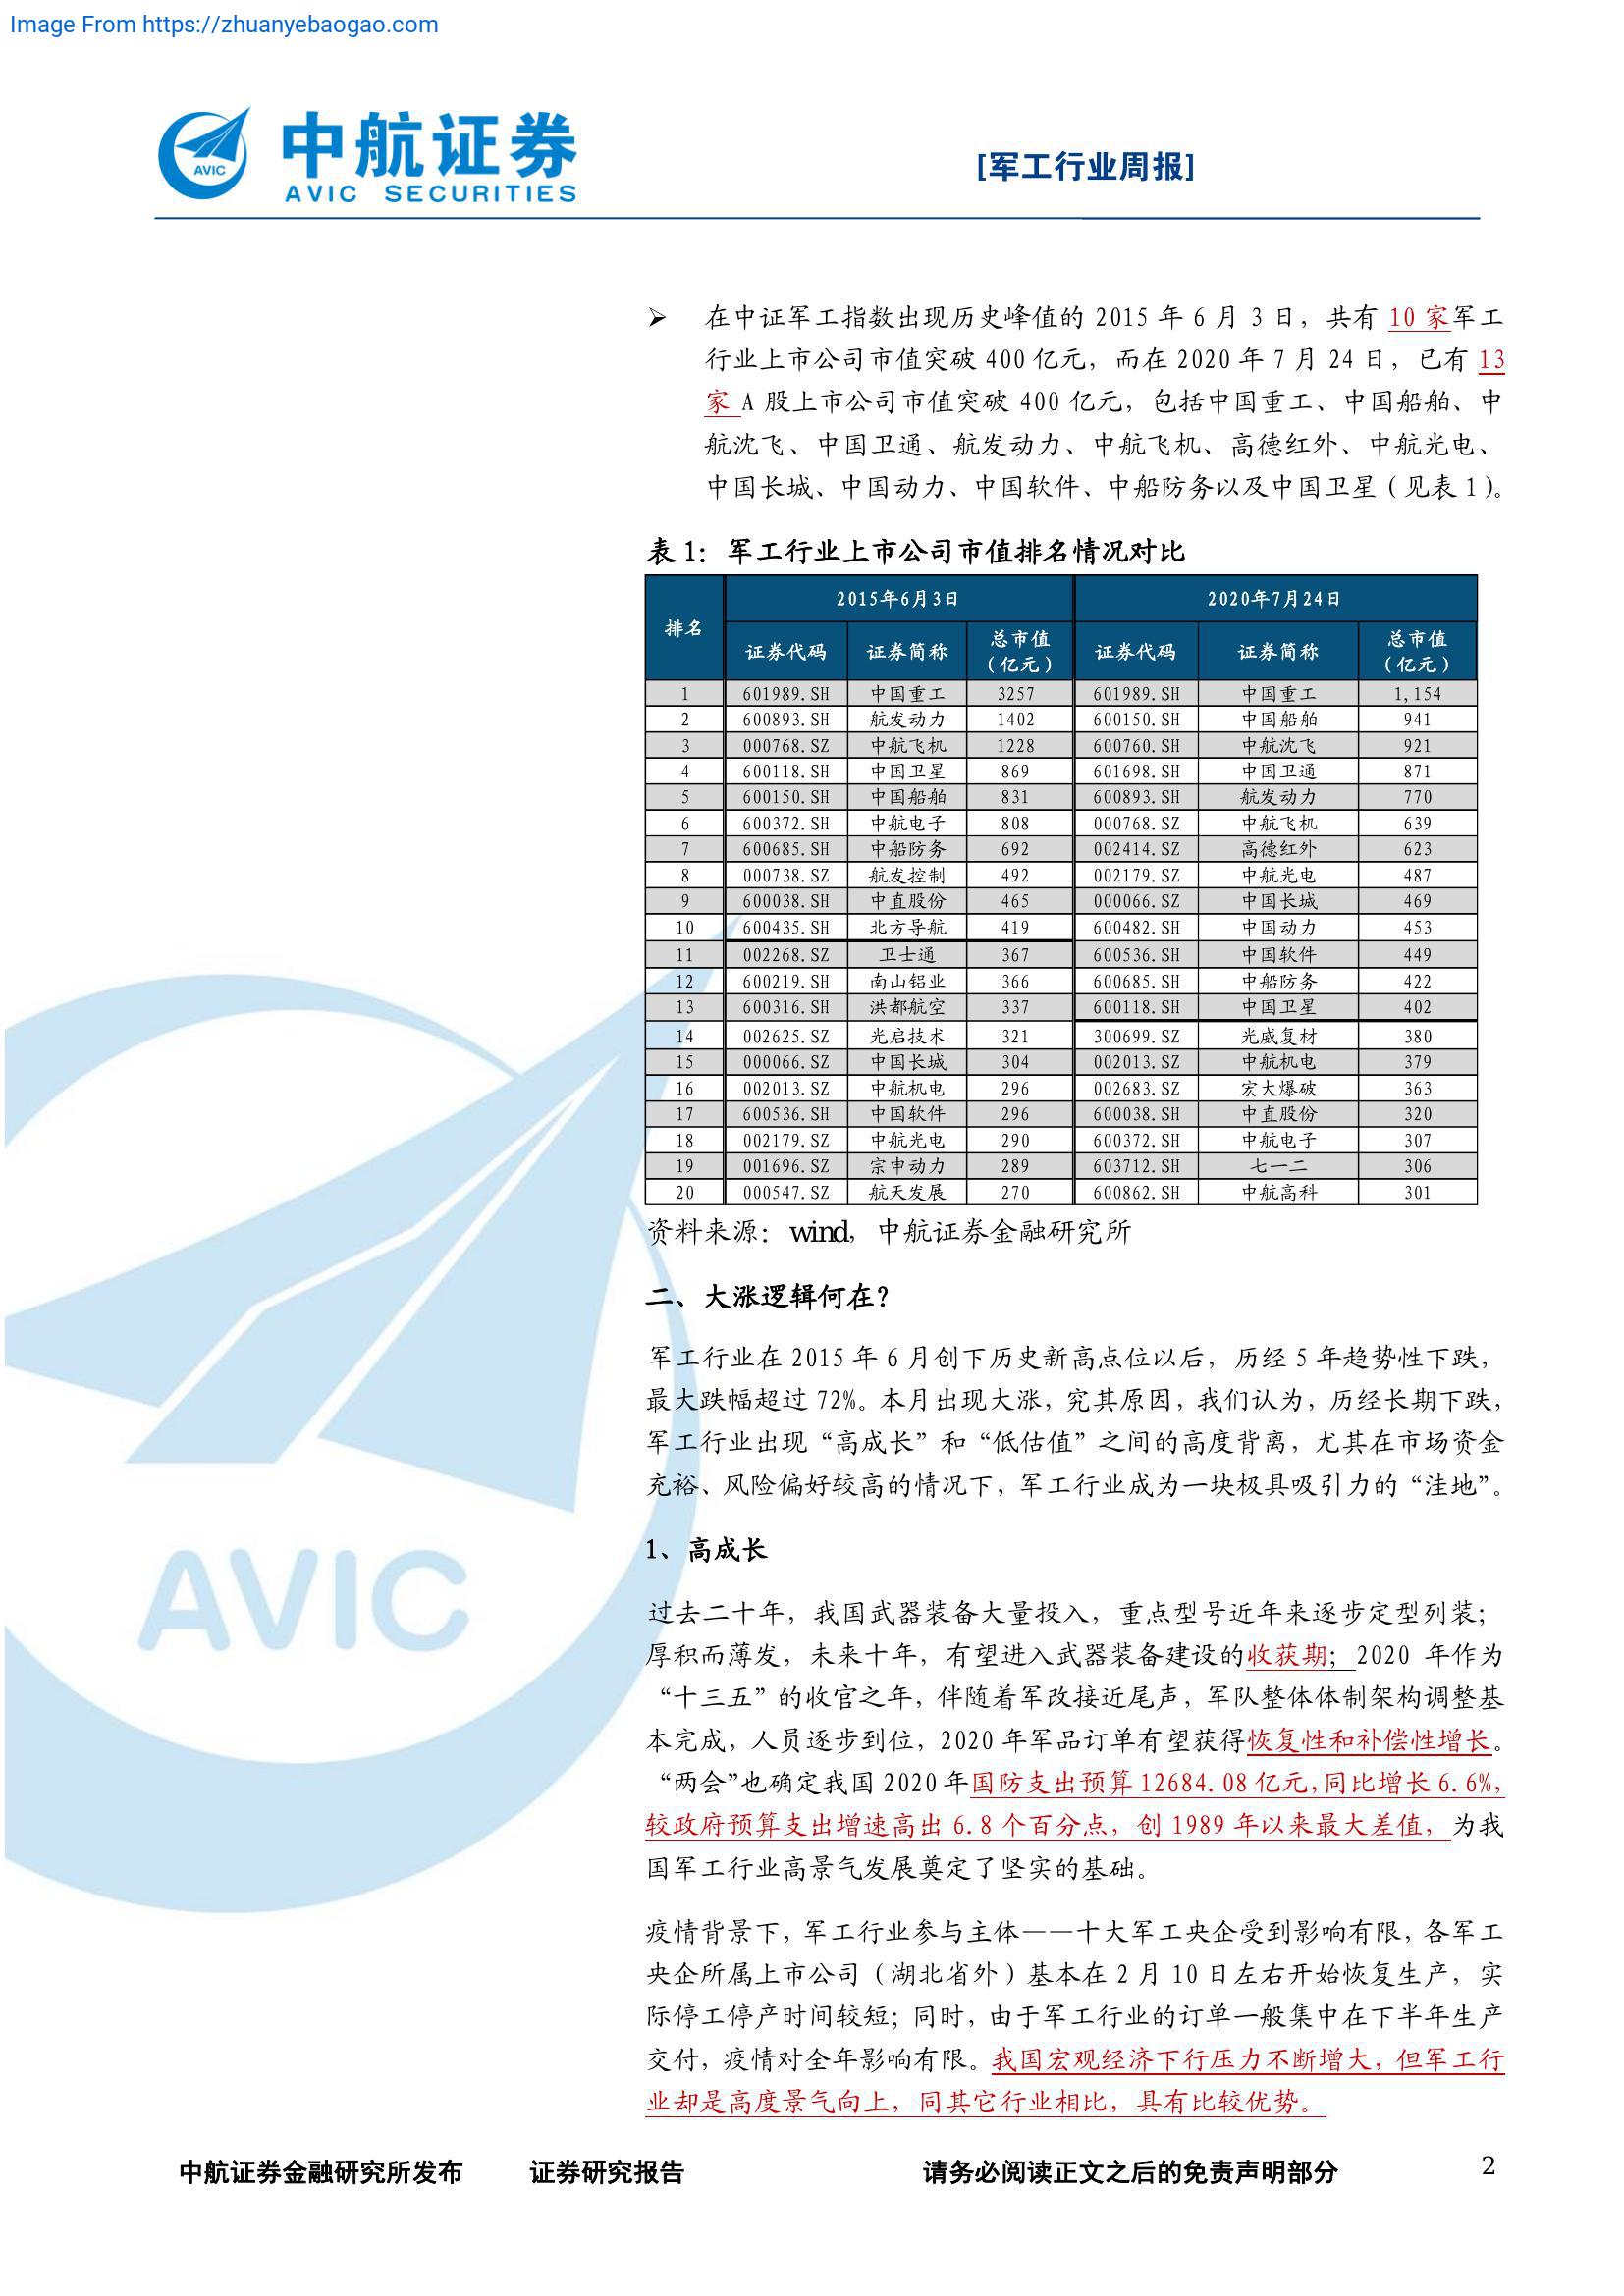 Image From https://zhuanyebaogao.com
AVIC
中航证券
AVIC SECURITIES
[军工行业周报]
➢ 在中证军工指数出现历史峰值的 2015 年 6 月 3 日，共有 10 家军工
行业上市公司市值突破 400 亿元，而在 2020 年 7 月 24 日，已有 13
家 A 股上市公司市值突破 400 亿元，包括中国重工、中国船舶、中
航沈飞、中国卫通、航发动力、中航飞机、高德红外、中航光电、
中国长城、中国动力、中国软件、中船防务以及中国卫星（见表 1）。
表 1：军工行业上市公司市值排名情况对比
排名 2015年6月3日 2020年7月24日
证券代码 证券简称 总市值（亿元） 证券代码 证券简称 总市值（亿元）
1 601989.SH 中国重工 3257 601989.SH 中国重工 1,154
2 600893.SH 航发动力 1402 600150.SH 中国船舶 941
3 000768.SZ 中航飞机 1228 600760.SH 中航沈飞 921
4 600118.SH 中国卫星 869 601698.SH 中国卫通 871
5 600150.SH 中国船舶 831 600893.SH 航发动力 770
6 600372.SH 中航电子 808 000768.SZ 中航飞机 639
7 600685.SH 中船防务 692 002414.SZ 高德红外 623
8 000738.SZ 航发控制 492 002179.SZ 中航光电 487
9 600038.SH 中直股份 465 000066.SZ 中国长城 469
10 600435.SH 北方导航 419 600482.SH 中国动力 453
11 002268.SZ 卫士通 367 600536.SH 中国软件 449
12 600219.SH 南山铝业 366 600685.SH 中船防务 422
13 600316.SH 洪都航空 337 600118.SH 中国卫星 402
14 002625.SZ 光启技术 321 300699.SZ 光威复材 380
15 000066.SZ 中国长城 304 002013.SZ 中航机电 379
16 002013.SZ 中航机电 296 002683.SZ 宏大爆破 363
17 600536.SH 中国软件 296 600038.SH 中直股份 320
18 002179.SZ 中航光电 290 600372.SH 中航电子 307
19 001696.SZ 宗申动力 289 603712.SH 七一二 306
20 000547.SZ 航天发展 270 600862.SH 中航高科 301
资料来源：wind，中航证券金融研究所
二、大涨逻辑何在？
军工行业在 2015 年 6 月创下历史新高点位以后，历经 5 年趋势性下跌，
最大跌幅超过 72%。本月出现大涨，究其原因，我们认为，历经长期下跌，
军工行业出现“高成长”和“低估值”之间的高度背离，尤其在市场资金
充裕、风险偏好较高的情况下，军工行业成为一块极具吸引力的“洼地”。
1、高成长
过去二十年，我国武器装备大量投入，重点型号近年来逐步定型列装；
厚积而薄发，未来十年，有望进入武器装备建设的收获期；2020 年作为
“十三五”的收官之年，伴随着军改接近尾声，军队整体体制架构调整基
本完成，人员逐步到位，2020 年军品订单有望获得恢复性和补偿性增长。
“两会”也确定我国 2020 年国防支出预算 12684.08 亿元，同比增长 6.6%，
较政府预算支出增速高出 6.8 个百分点，创 1989 年以来最大差值，为我
国军工行业高景气发展奠定了坚实的基础。
疫情背景下，军工行业参与主体——十大军工央企受到影响有限，各军工
央企所属上市公司（湖北省外）基本在 2 月 10 日左右开始恢复生产，实
际停工停产时间较短；同时，由于军工行业的订单一般集中在下半年生产
交付，疫情对全年影响有限。我国宏观经济下行压力不断增大，但军工行
业却是高度景气向上，同其它行业相比，具有比较优势。
AVIC
中航证券金融研究所发布 证券研究报告 请务必阅读正文之后的免责声明部分 2